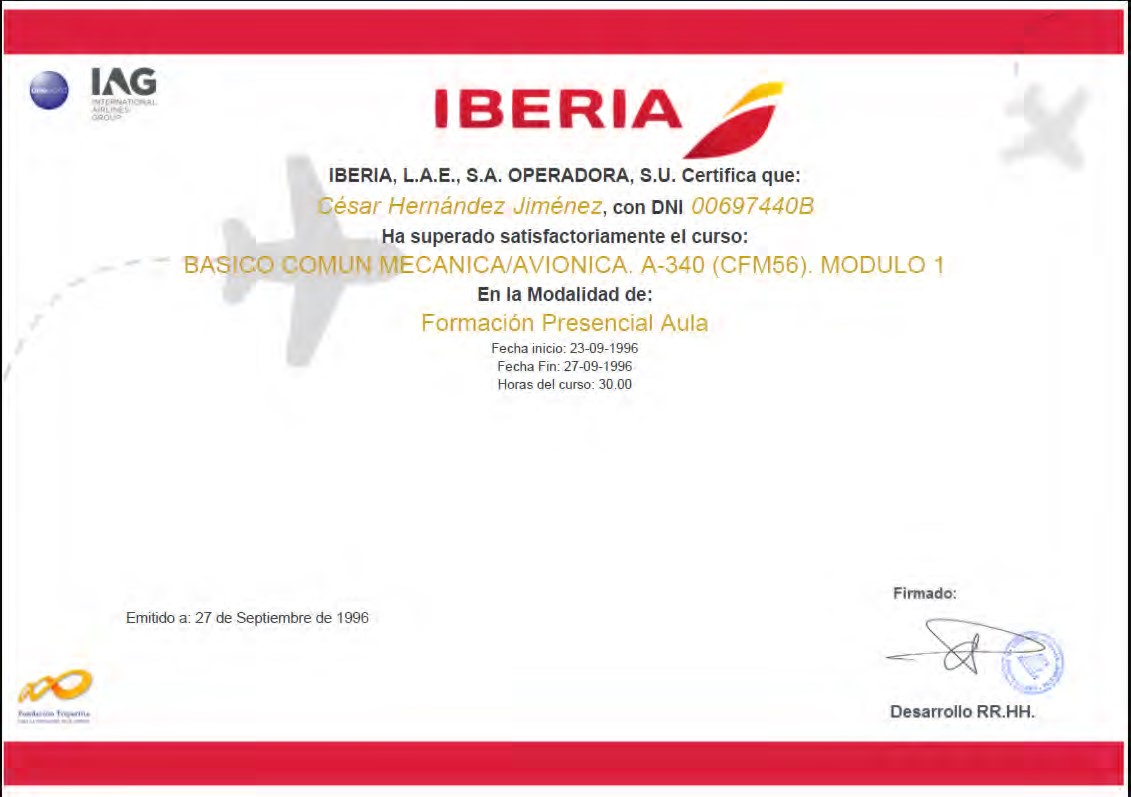 oneworld
IAG
INTERNATIONAL
AIRLINES
GROUP
IBERIA
IBERIA, L.A.E., S.A. OPERADORA, S.U. Certifica que:
César Hernández Jiménez, con DNI 00697440B
Ha superado satisfactoriamente el curso:
BASICO COMUN MECANICA/AVIONICA. A-340 (CFM56). MODULO 1
En la Modalidad de:
Formación Presencial Aula
Fecha inicio: 23-09-1996
Fecha Fin: 27-09-1996
Horas del curso: 30.00
Firmado:
Emitido a: 27 de Septiembre de 1996
Fundación Tripartita
Desarrollo RR.HH.